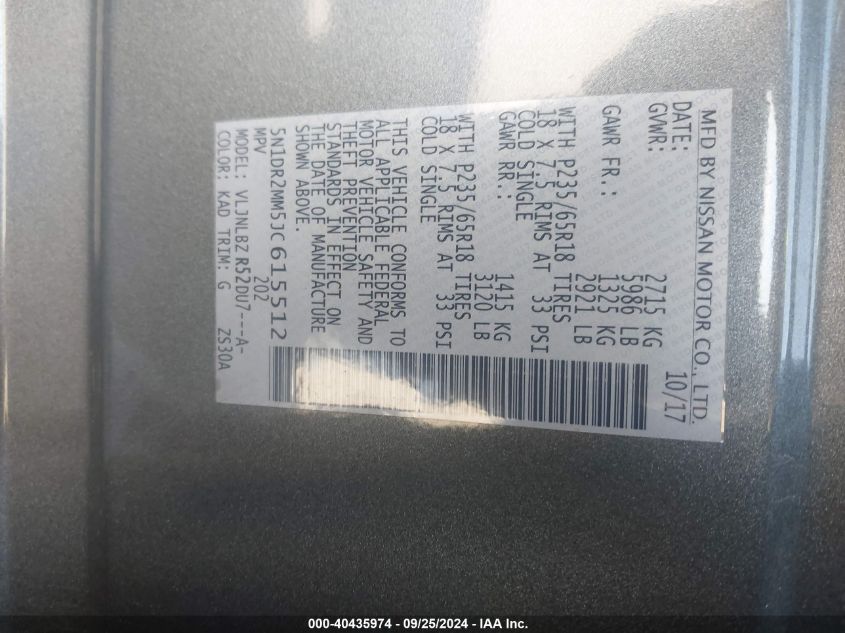 MFD BY NISSAN MOTOR CO., LTD.
DATE: 10/17
GVWR: 2715 KG
5986 LB
GAWR FR.: 1325 KG
2921 LB
WITH P235/65R18 TIRES
18 X 7.5 RIMS AT 33 PSI
COLD SINGLE
GAWR RR.: 1415 KG
3120 LB
WITH P235/65R18 TIRES
18 X 7.5 RIMS AT 33 PSI
COLD SINGLE
THIS VEHICLE CONFORMS TO
ALL APPLICABLE FEDERAL
MOTOR VEHICLE SAFETY AND
THEFT PREVENTION
STANDARDS IN EFFECT ON
THE DATE OF MANUFACTURE
SHOWN ABOVE.
5N1DR2MM5JC615512
MPV 202
MODEL: VLJNLBZ R52DU7---A-
COLOR: KAD TRIM: G ZS30A
000-40435974 - 09/25/2024 - IAA Inc.